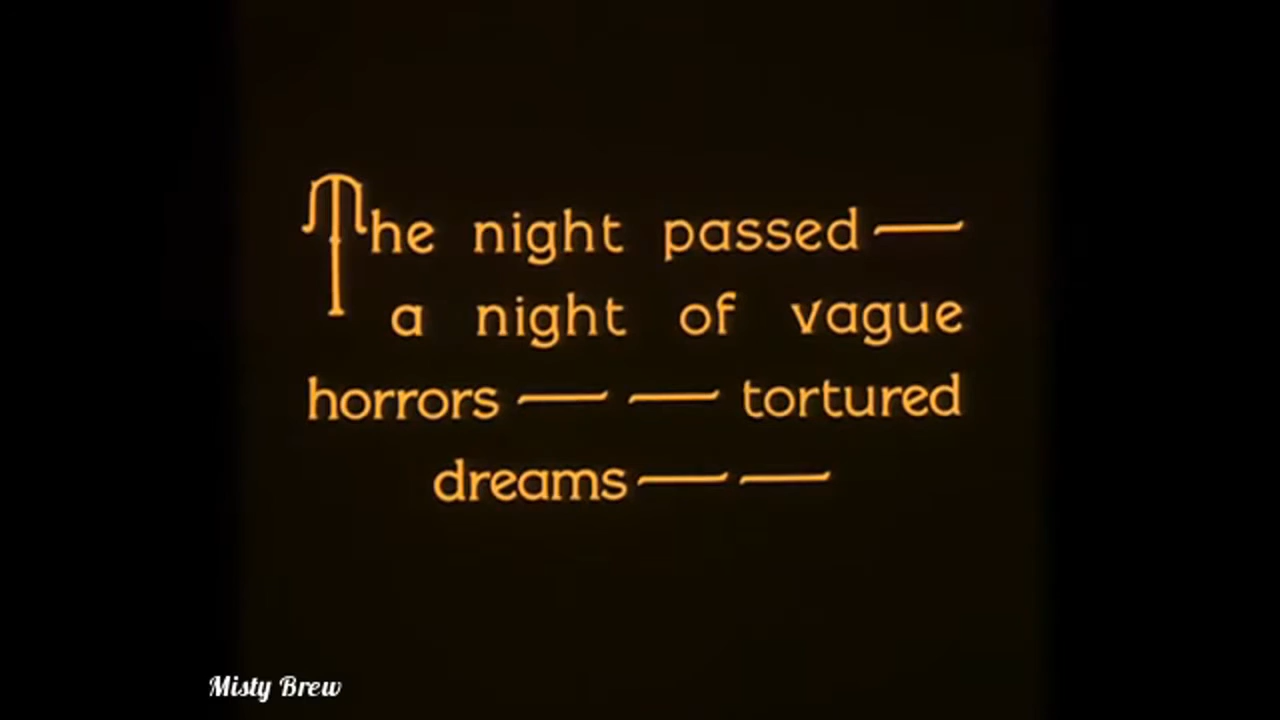 The night passed —
a night of vague
horrors — — tortured
dreams — —
Misty Brew